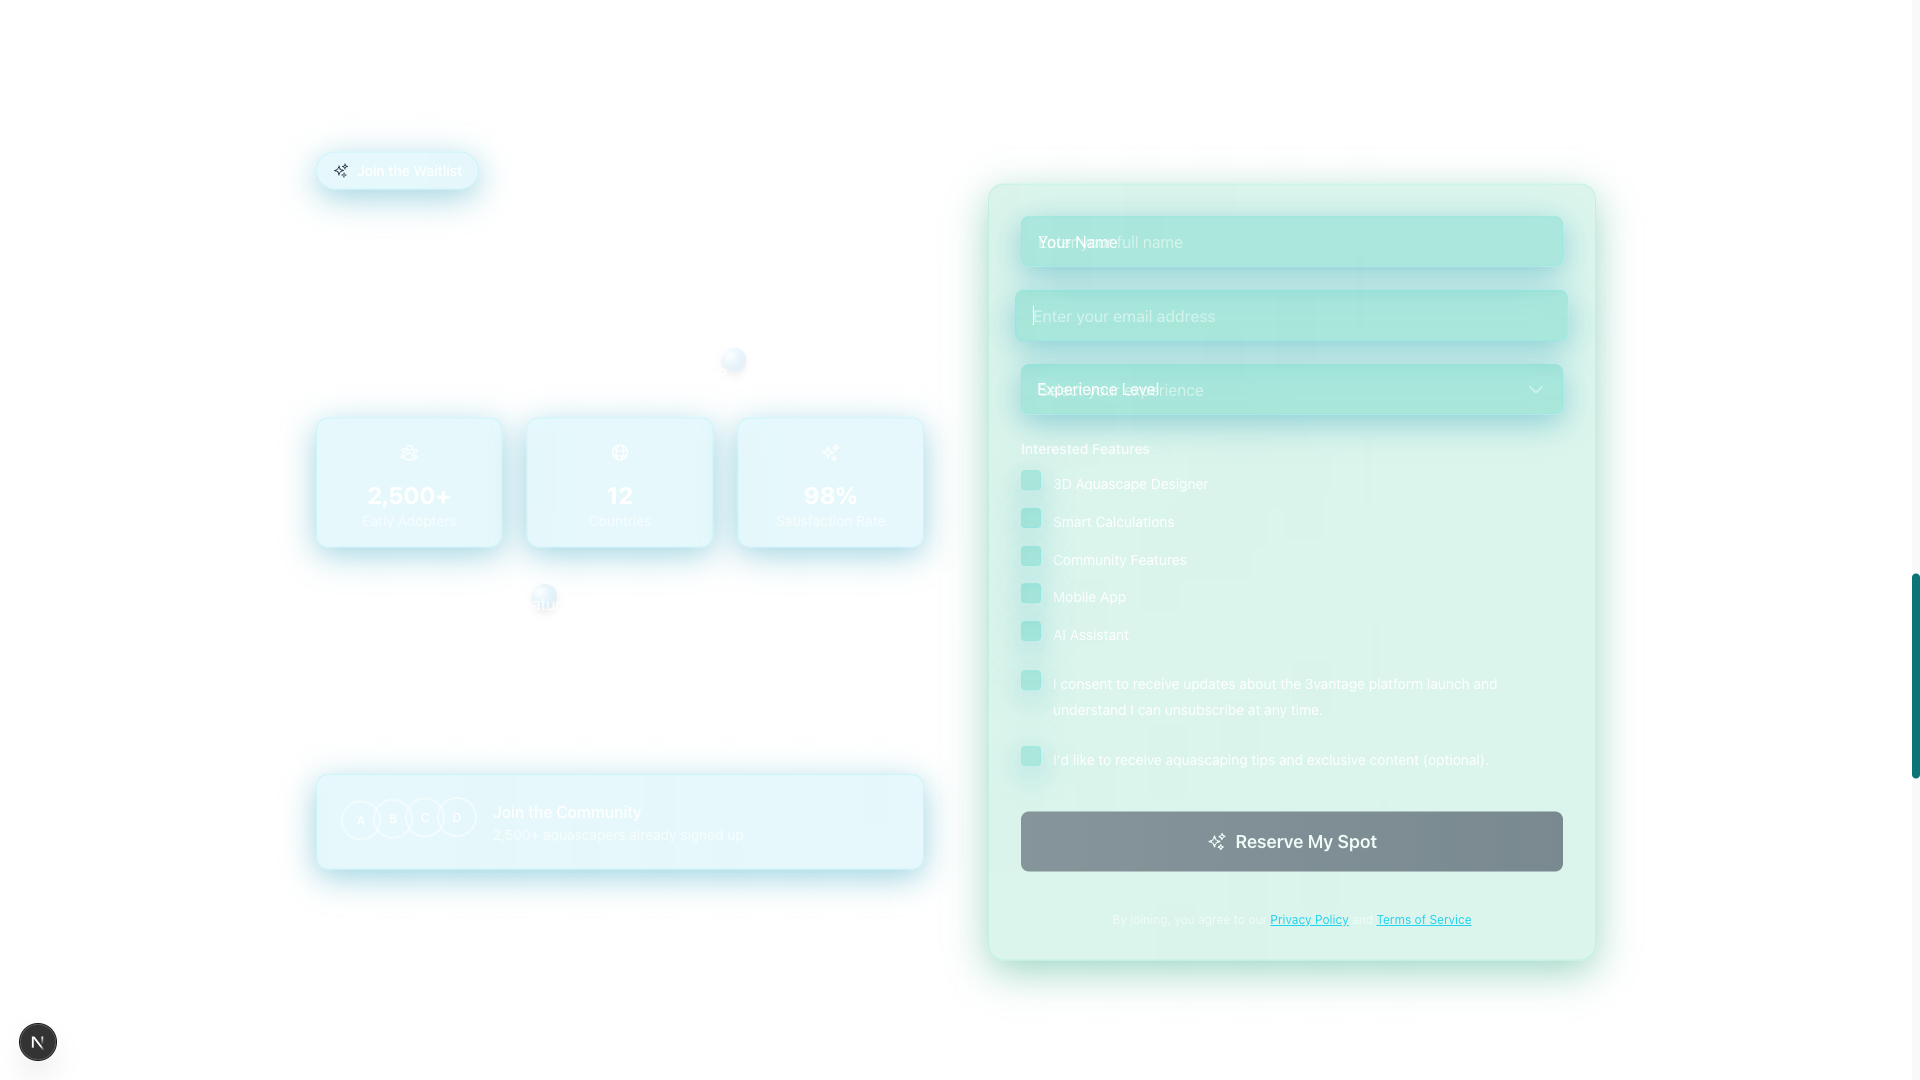 Join the Waitlist
2,500+
Early Adopters
12
Countries
98%
Satisfaction Rate
Join the Community
2,500+ aquascapers already signed up
A
B
C
D
Your Name
Enter your full name
Enter your email address
Experience Level
Select your experience
Interested Features
3D Aquascape Designer
Smart Calculations
Community Features
Mobile App
AI Assistant
I consent to receive updates about the 3vantage platform launch and
understand I can unsubscribe at any time.
I'd like to receive aquascaping tips and exclusive content (optional).
Reserve My Spot
By joining, you agree to our Privacy Policy and Terms of Service
N